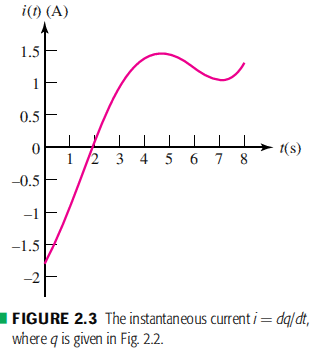 i(t) (A)
1.5
1
0.5
0
1 2 3 4 5 6 7 8
t(s)
–0.5
–1
–1.5
–2
FIGURE 2.3 The instantaneous current i = dq/dt,
where q is given in Fig. 2.2.